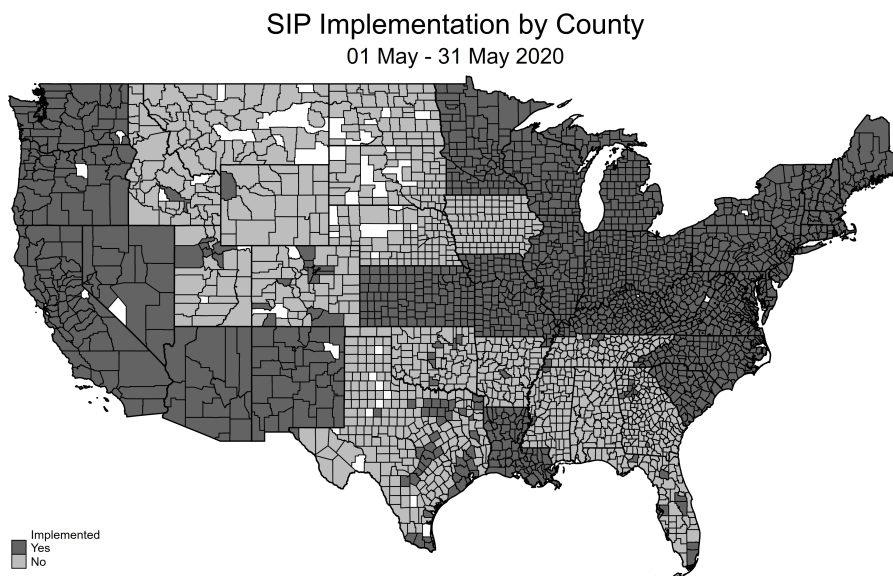 SIP Implementation by County
01 May - 31 May 2020
Implemented
Yes
No